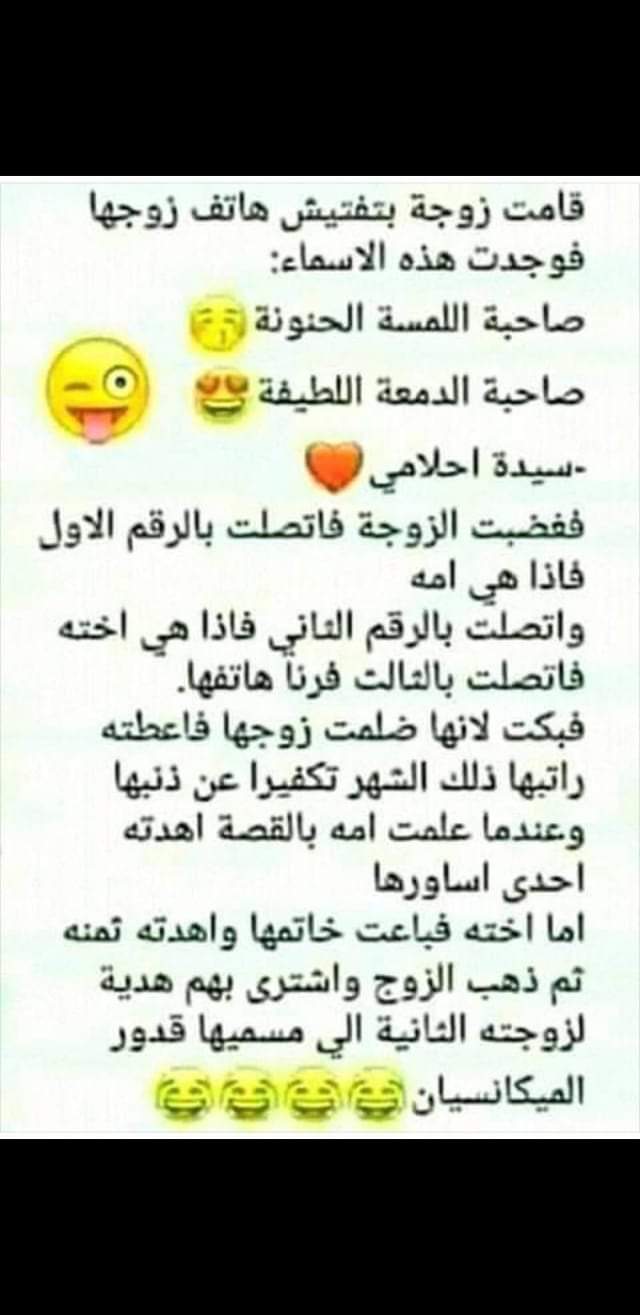 قامت زوجة بتفتيش هاتف زوجها
فوجدت هذه الاسماء:
صاحبة اللمسة الحنونة😚
صاحبة الدمعة اللطيفة 😍
-سيدة احلامي❤
فغضبت الزوجة فاتصلت بالرقم الاول
فاذا هي امه
واتصلت بالرقم الثاني فاذا هي اخته
فاتصلت بالثالث فرنا هاتفها.
فبكت لانها ضلمت زوجها فاعطته
راتبها ذلك الشهر تكفيرا عن ذنبها
وعندما علمت امه بالقصة اهدته
احدى اساورها
اما اخته فباعت خاتمها واهدته ثمنه
ثم ذهب الزوج واشترى بهم هدية
لزوجته الثانية الي مسميها قدور
الميكانسيان😂😂😂😂